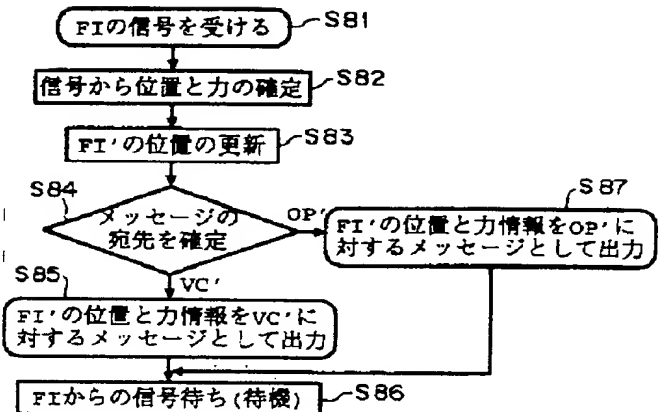 FIの信号を受ける
S81
信号から位置と力の確定
S82
FI'の位置の更新
S83
S84
メッセージの
宛先を確定
OP'
S87
FI'の位置と力情報をOP'に
対するメッセージとして出力
VC'
S85
FI'の位置と力情報をVC'に
対するメッセージとして出力
FIからの信号待ち(待機)
S86